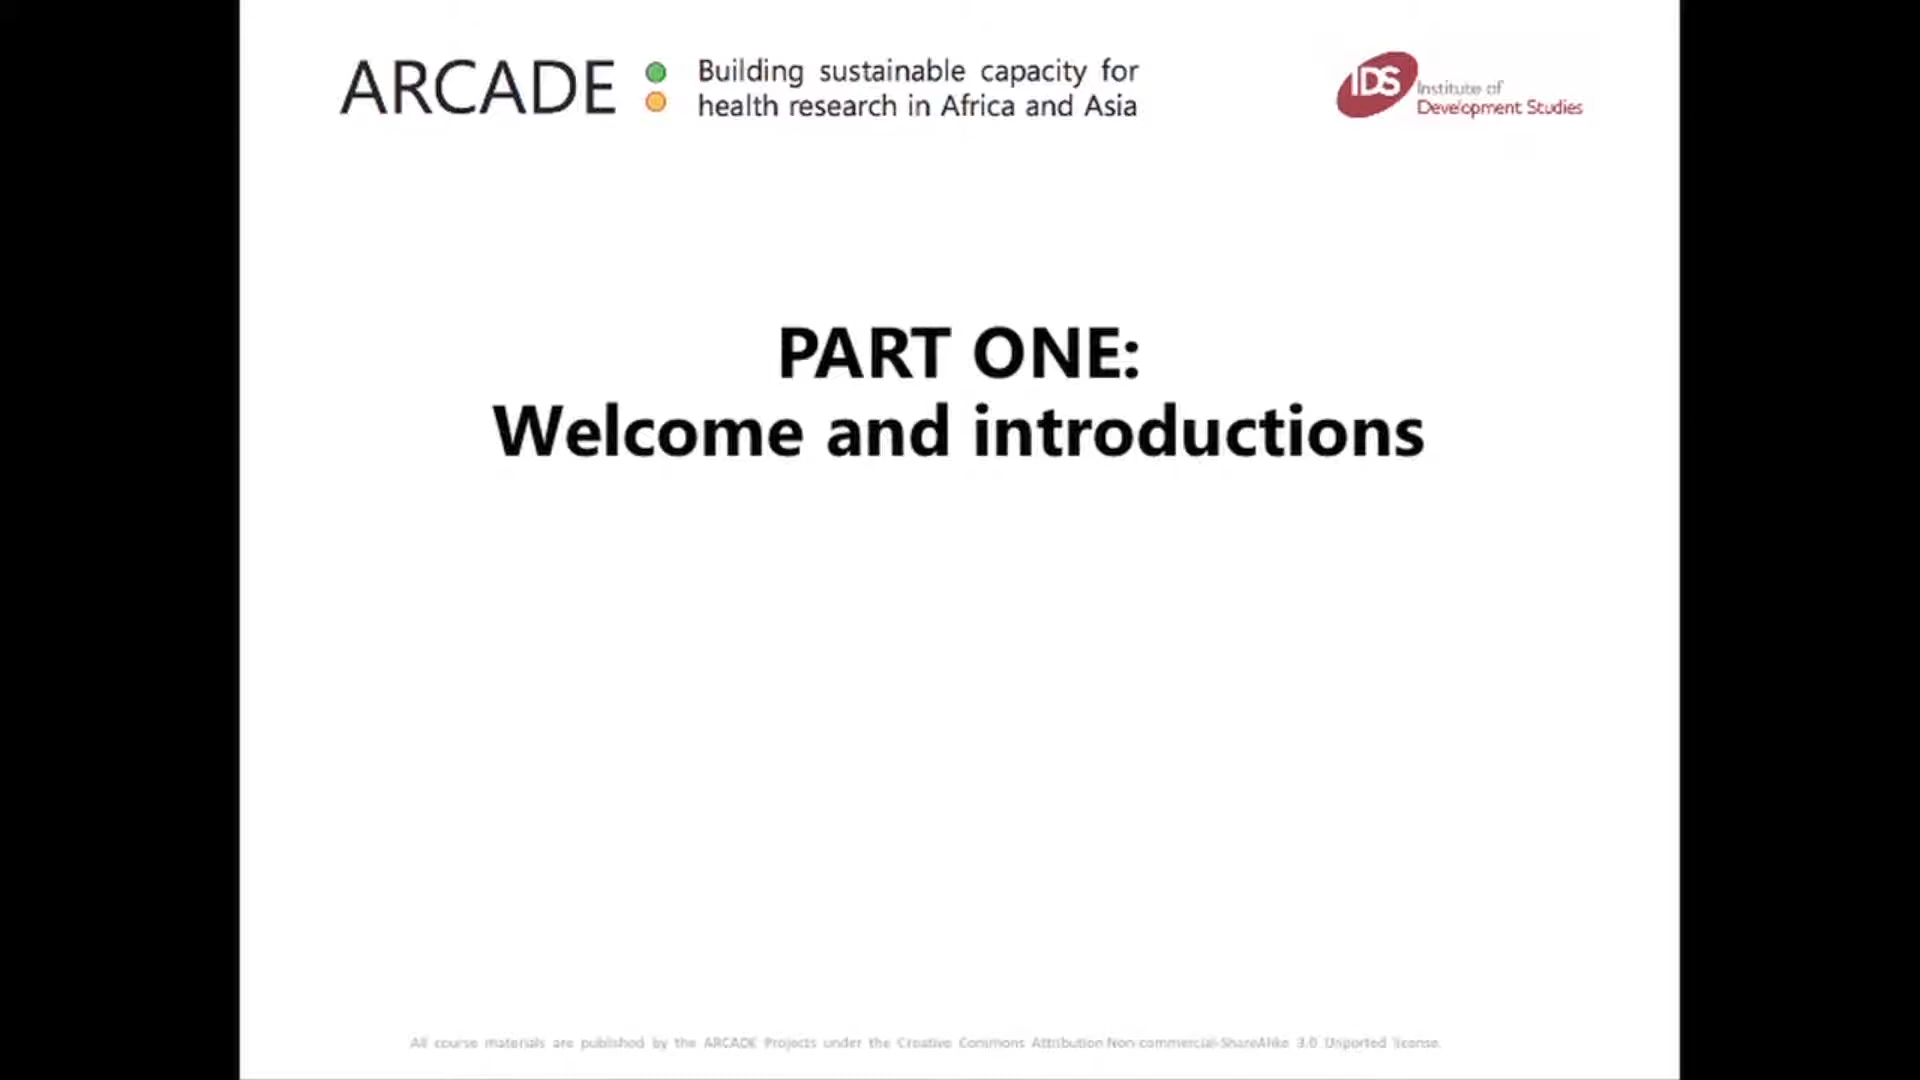 ARCADE
Building sustainable capacity for
health research in Africa and Asia
IDS
Institute of
Development Studies
PART ONE:
Welcome and introductions
All course materials are published by the ARCADE Projects under the Creative Commons Attribution Non-commercial-ShareAlike 3.0 Unported license.